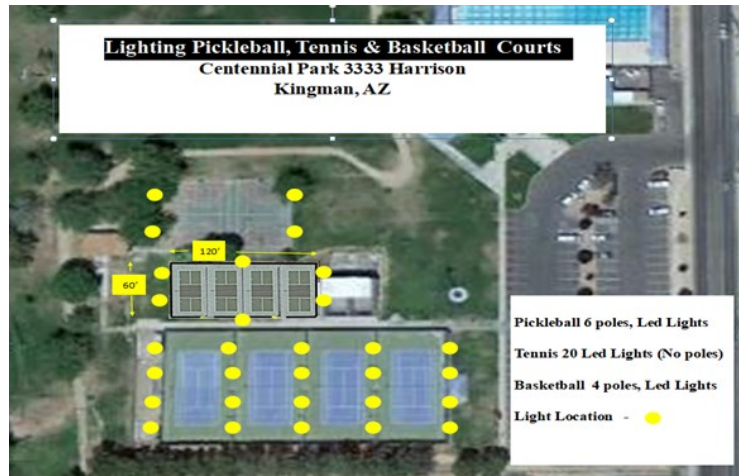 Lighting Pickleball, Tennis & Basketball Courts
Centennial Park 3333 Harrison
Kingman, AZ
120'
60'
Pickleball 6 poles, Led Lights
Tennis 20 Led Lights (No poles)
Basketball 4 poles, Led Lights
Light Location -